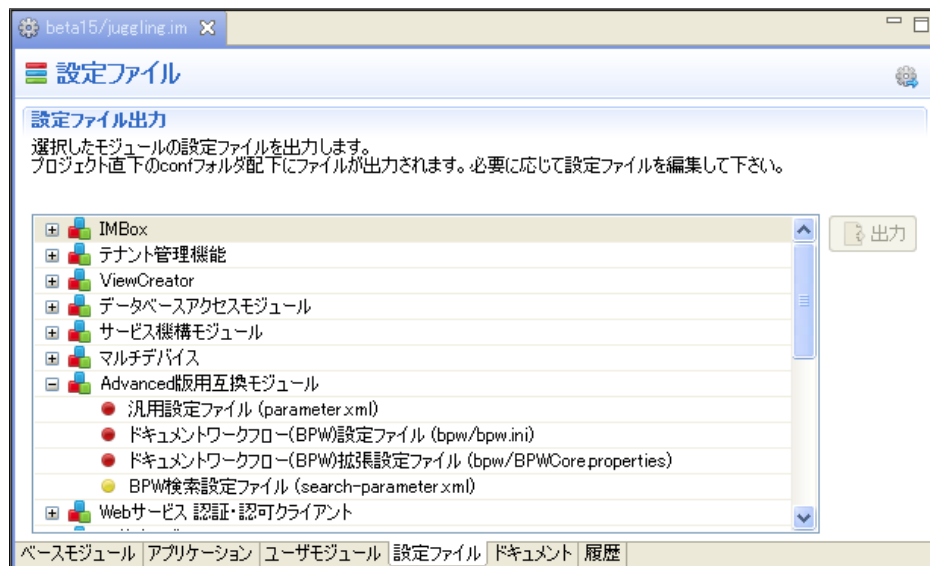 beta15/juggling.im
設定ファイル
設定ファイル出力
選択したモジュールの設定ファイルを出力します。
プロジェクト直下のconfフォルダ配下にファイルが出力されます。必要に応じて設定ファイルを編集して下さい。
IMBox
出力
テナント管理機能
ViewCreator
データベースアクセスモジュール
サービス機構モジュール
マルチデバイス
Advanced版用互換モジュール
汎用設定ファイル (parameter.xml)
ドキュメントワークフロー(BPW)設定ファイル (bpw/bpw.ini)
ドキュメントワークフロー(BPW)拡張設定ファイル (bpw/BPWCore.properties)
BPW検索設定ファイル (search-parameter.xml)
Webサービス 認証・認可クライアント
ベースモジュール アプリケーション ユーザモジュール 設定ファイル ドキュメント 履歴